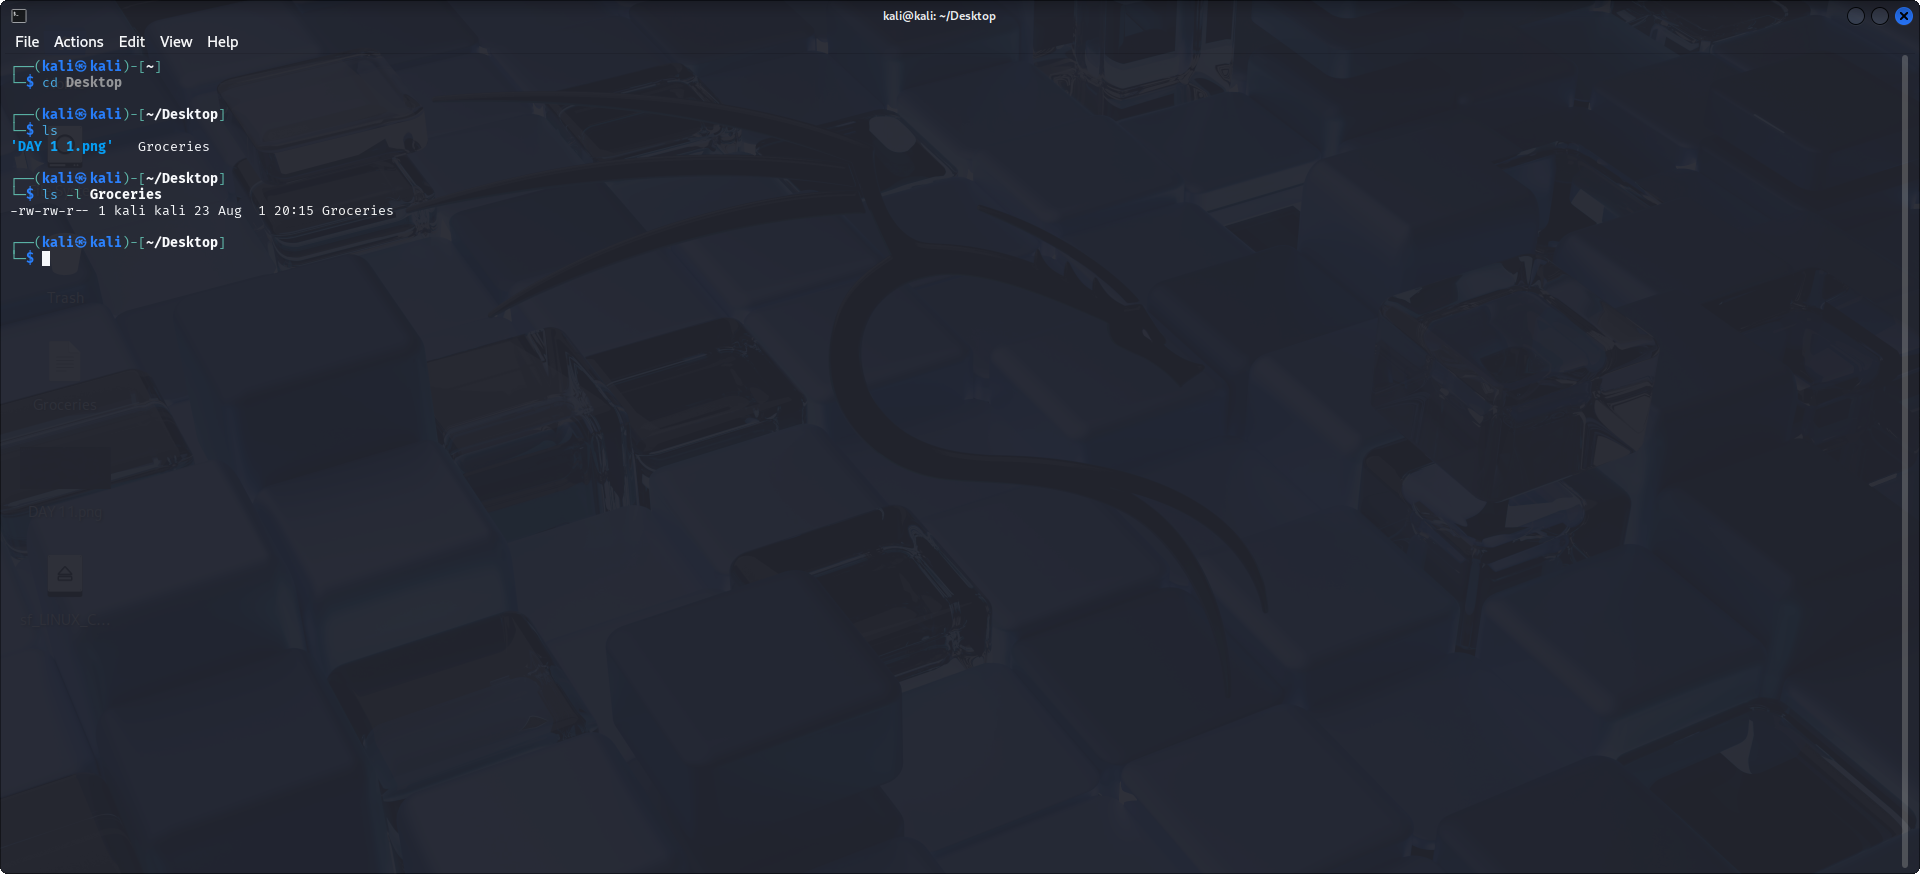 kali@kali: ~/Desktop
File Actions Edit View Help
┌──(kali㉿kali)-[~]
└─$ cd Desktop
┌──(kali㉿kali)-[~/Desktop]
└─$ ls
'DAY 1 1.png'   Groceries
┌──(kali㉿kali)-[~/Desktop]
└─$ ls -l Groceries
-rw-rw-r-- 1 kali kali 23 Aug  1 20:15 Groceries
┌──(kali㉿kali)-[~/Desktop]
└─$
Trash
Groceries
DAY 1 1.png